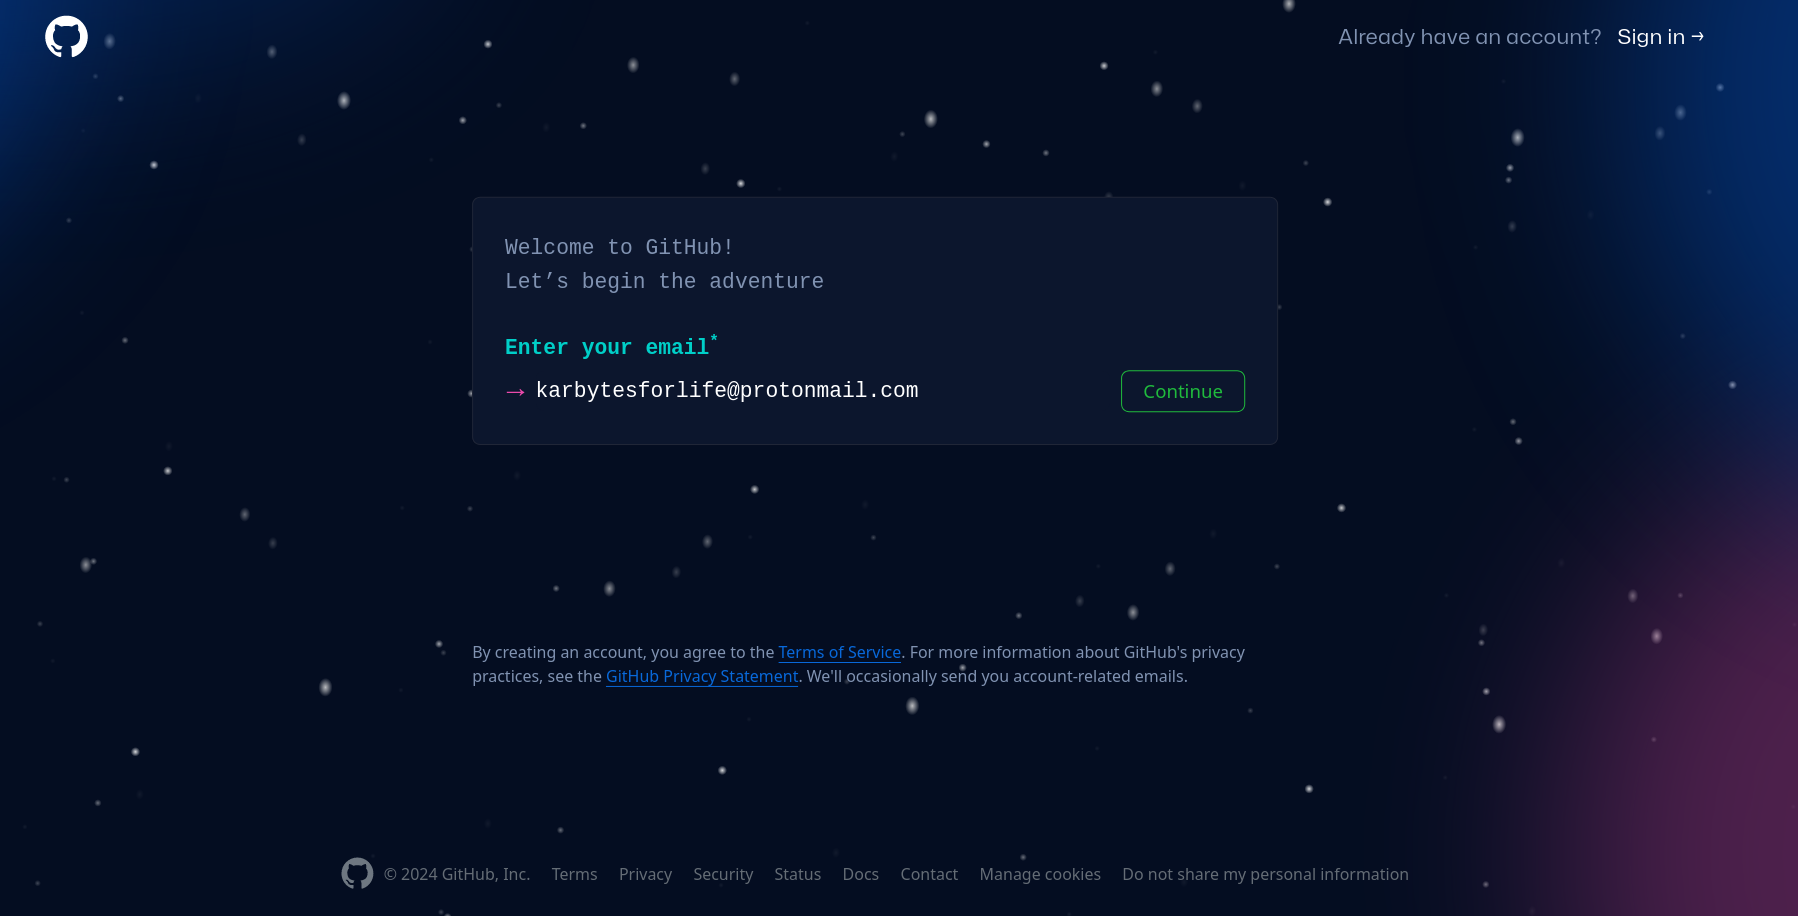 Already have an account? Sign in →
Welcome to GitHub!
Let’s begin the adventure
Enter your email*
→ karbytesforlife@protonmail.com
Continue
By creating an account, you agree to the Terms of Service. For more information about GitHub's privacy
practices, see the GitHub Privacy Statement. We'll occasionally send you account-related emails.
© 2024 GitHub, Inc. Terms Privacy Security Status Docs Contact Manage cookies Do not share my personal information